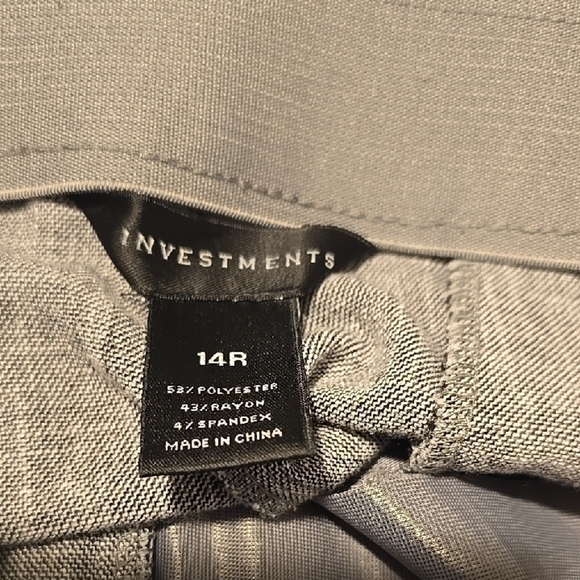 INVESTMENTS
14R
53% POLYESTER
43% RAYON
4% SPANDEX
MADE IN CHINA